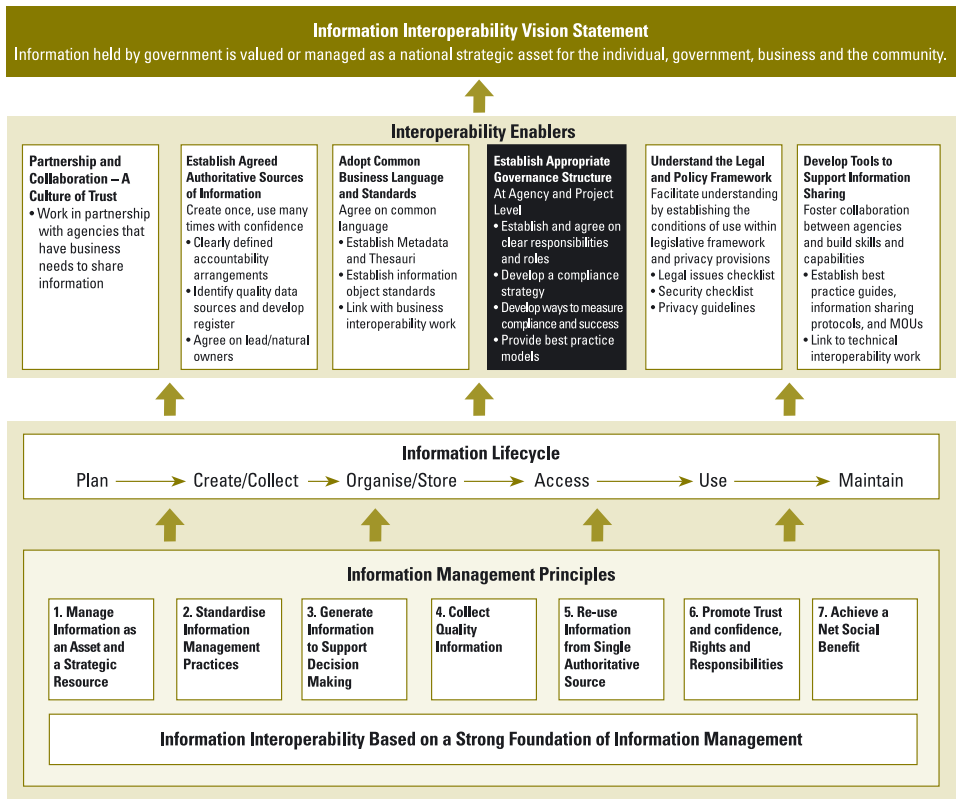 Information Interoperability Vision Statement
Information held by government is valued or managed as a national strategic asset for the individual, government, business and the community.
Interoperability Enablers
Partnership and
Collaboration – A
Culture of Trust
• Work in partnership
with agencies that
have business
needs to share
information
Establish Agreed
Authoritative Sources
of Information
Create once, use many
times with confidence
• Clearly defined
accountability
arrangements
• Identify quality data
sources and develop
register
• Agree on lead/natural
owners
Adopt Common
Business Language
and Standards
Agree on common
language
• Establish Metadata
and Thesauri
• Establish information
object standards
• Link with business
interoperability work
Establish Appropriate
Governance Structure
At Agency and Project
Level
• Establish and agree on
clear responsibilities
and roles
• Develop a compliance
strategy
• Develop ways to measure
compliance and success
• Provide best practice
models
Understand the Legal
and Policy Framework
Facilitate understanding
by establishing the
conditions of use within
legislative framework
and privacy provisions
• Legal issues checklist
• Security checklist
• Privacy guidelines
Develop Tools to
Support Information
Sharing
Foster collaboration
between agencies
and build skills and
capabilities
• Establish best
practice guides,
information sharing
protocols, and MOUs
• Link to technical
interoperability work
Information Lifecycle
Plan Create/Collect Organise/Store Access Use Maintain
Information Management Principles
1. Manage
Information as
an Asset and
a Strategic
Resource
2. Standardise
Information
Management
Practices
3. Generate
Information
to Support
Decision
Making
4. Collect
Quality
Information
5. Re-use
Information
from Single
Authoritative
Source
6. Promote Trust
and confidence,
Rights and
Responsibilities
7. Achieve a
Net Social
Benefit
Information Interoperability Based on a Strong Foundation of Information Management